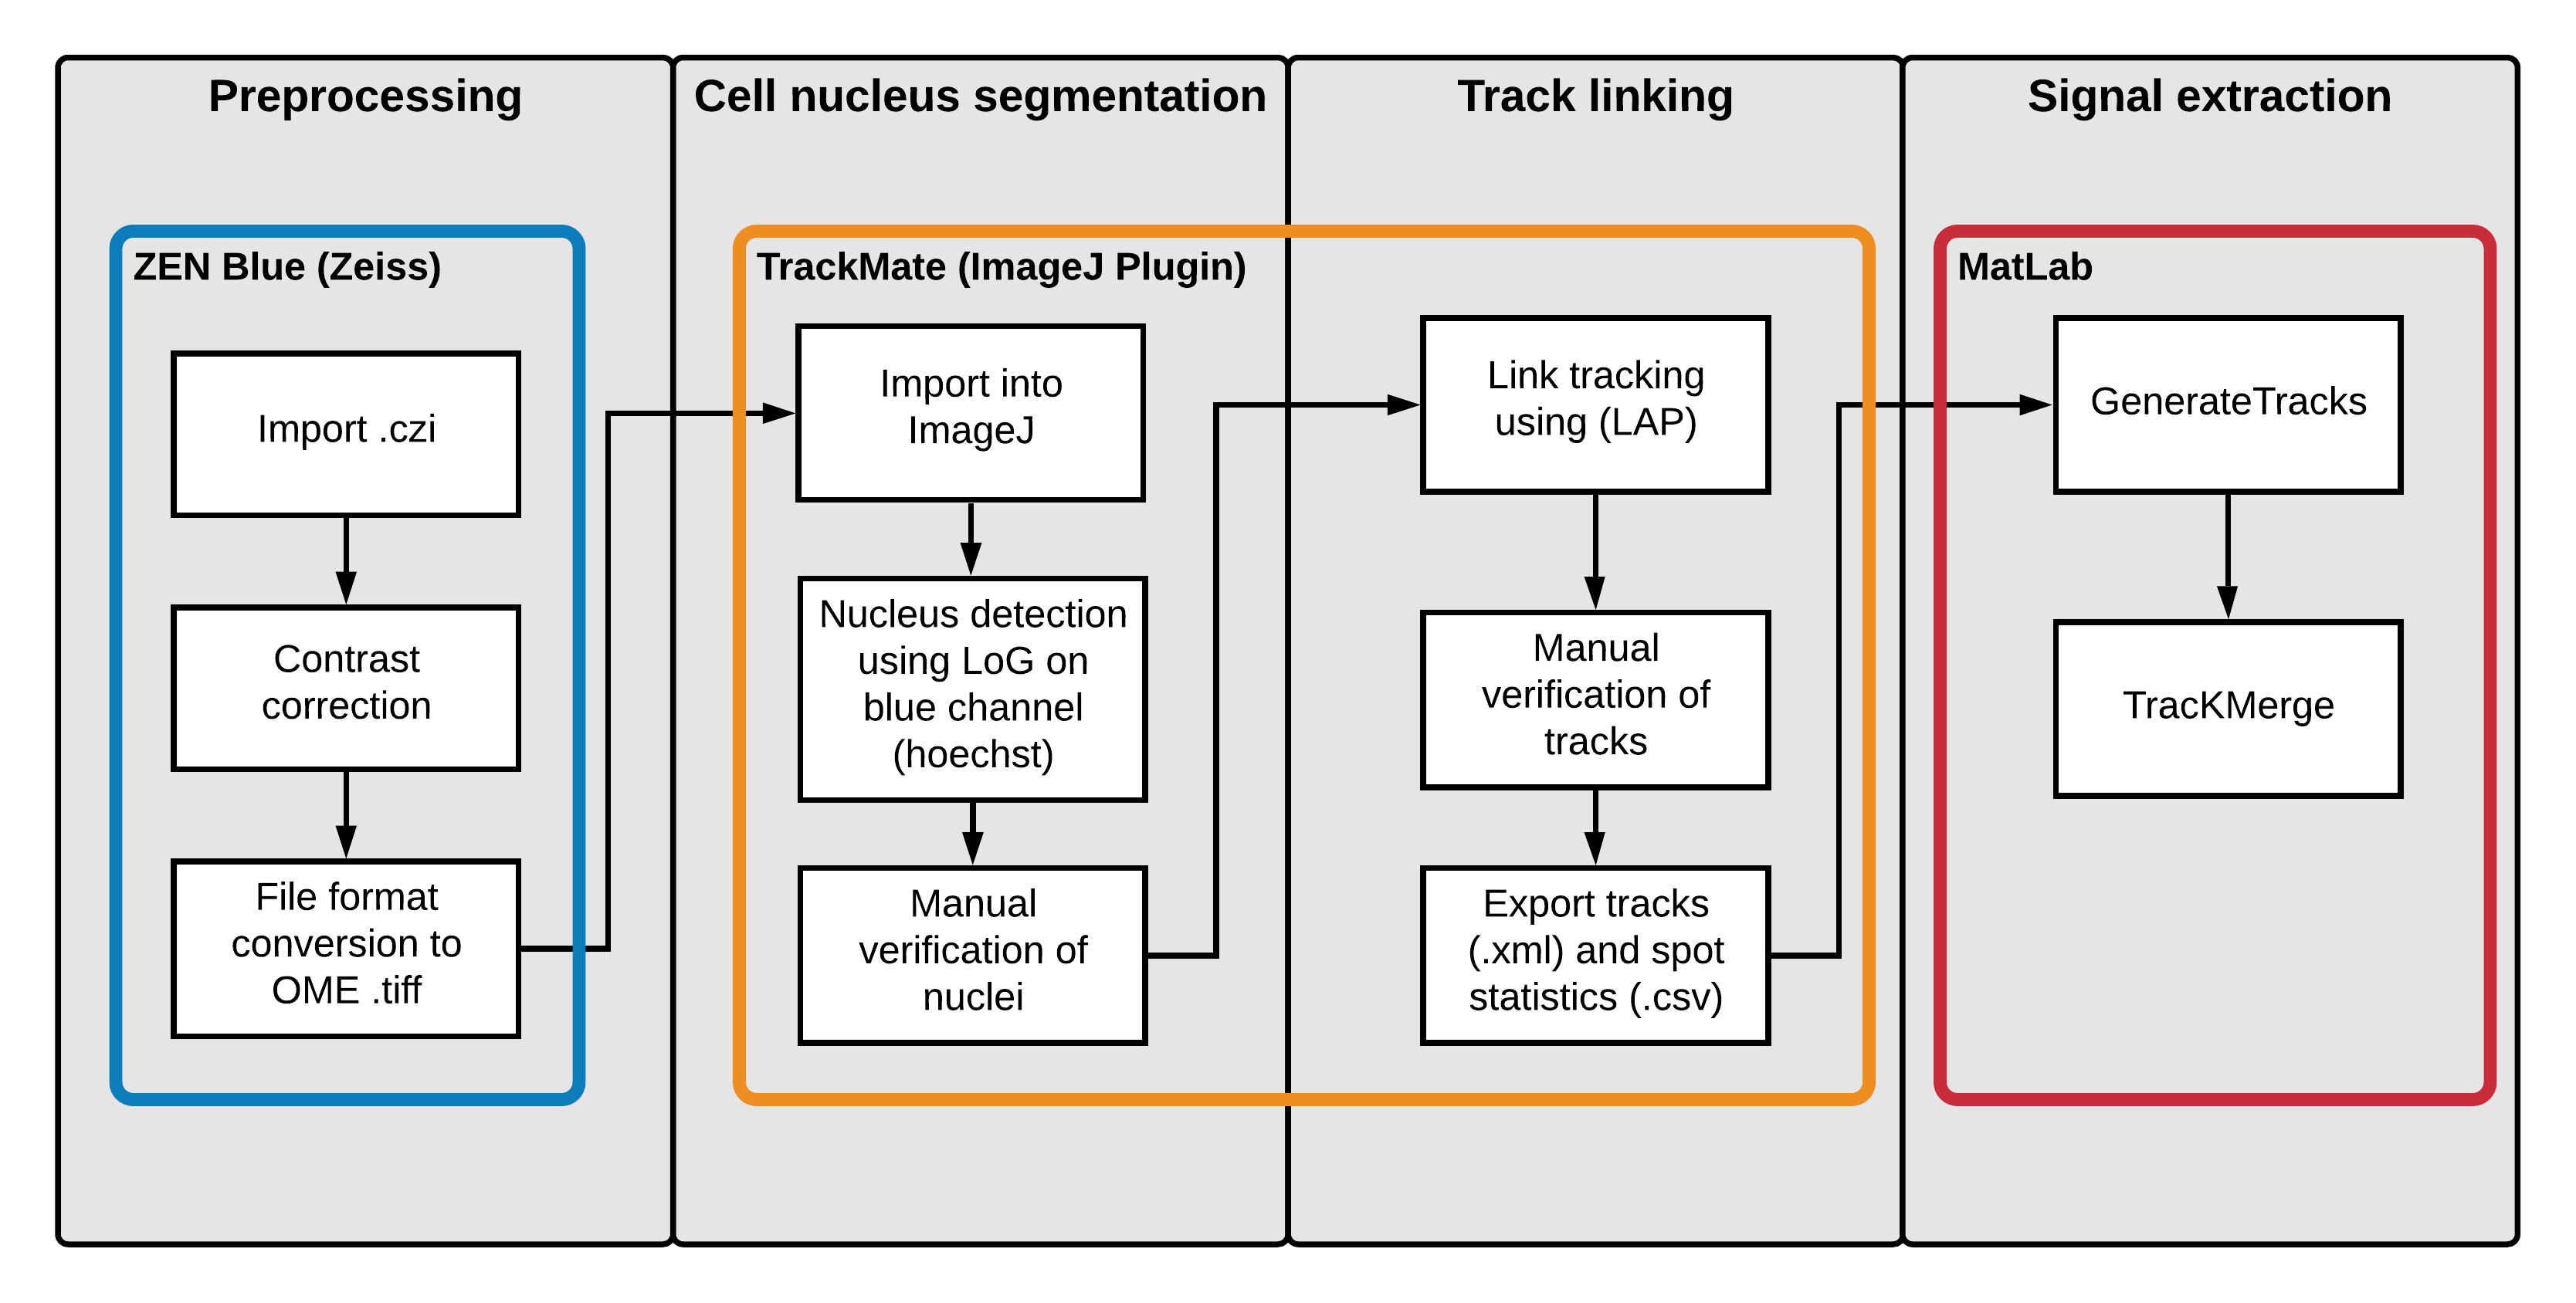 Preprocessing
Cell nucleus segmentation
Track linking
Signal extraction
ZEN Blue (Zeiss)
Import .czi
Contrast
correction
File format
conversion to
OME .tiff
TrackMate (ImageJ Plugin)
Import into
ImageJ
Nucleus detection
using LoG on
blue channel
(hoechst)
Manual
verification of
nuclei
Link tracking
using (LAP)
Manual
verification of
tracks
Export tracks
(.xml) and spot
statistics (.csv)
MatLab
GenerateTracks
TracKMerge